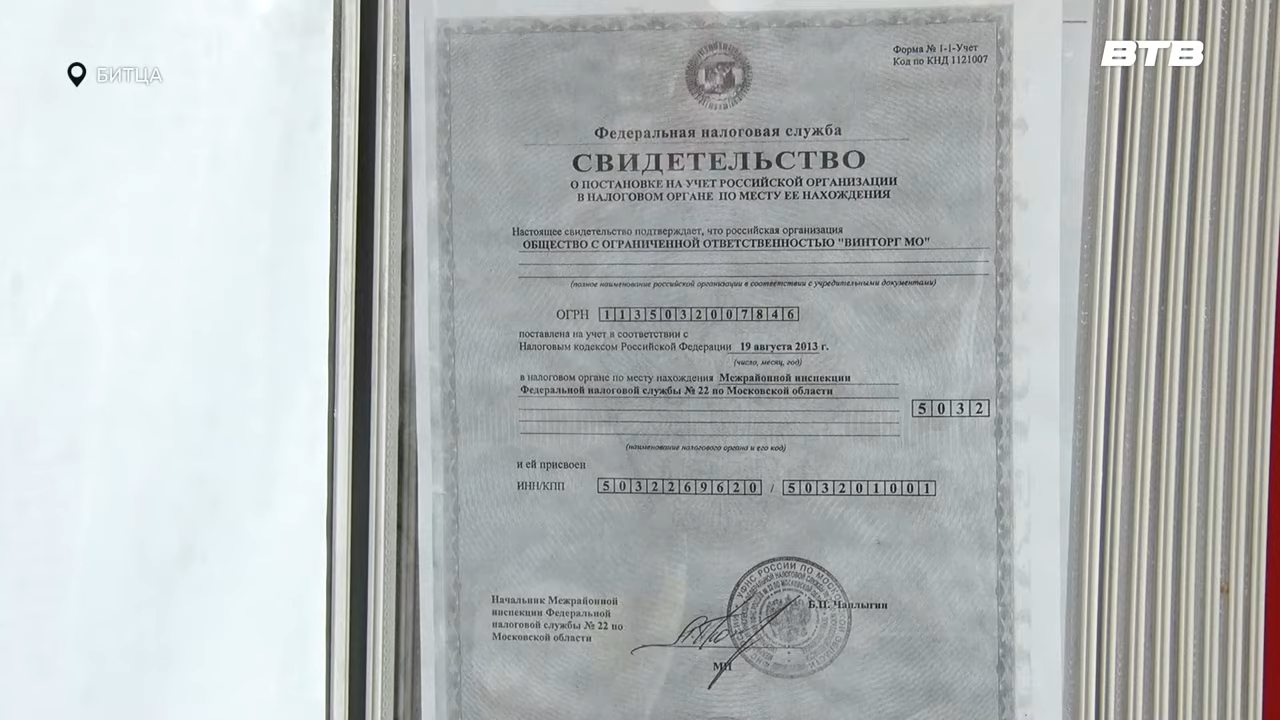 БИТЦА
ВТВ
Форма № 1-1-Учет
Код по КНД 1121007
Федеральная налоговая служба
СВИДЕТЕЛЬСТВО
О ПОСТАНОВКЕ НА УЧЕТ РОССИЙСКОЙ ОРГАНИЗАЦИИ
В НАЛОГОВОМ ОРГАНЕ ПО МЕСТУ ЕЕ НАХОЖДЕНИЯ
Настоящее свидетельство подтверждает, что российская организация
ОБЩЕСТВО С ОГРАНИЧЕННОЙ ОТВЕТСТВЕННОСТЬЮ "ВИНТОРГ МО"
(полное наименование российской организации в соответствии с учредительными документами)
ОГРН 1135032007846
поставлена на учет в соответствии с
Налоговым кодексом Российской Федерации 19 августа 2013 г.
(число, месяц, год)
в налоговом органе по месту нахождения Межрайонной инспекции
Федеральной налоговой службы № 22 по Московской области
5032
(наименование налогового органа и его код)
и ей присвоен
ИНН/КПП 5032269620 / 503201001
Начальник Межрайонной
инспекции Федеральной
налоговой службы № 22 по
Московской области
Б.П. Чаплыгин
МП